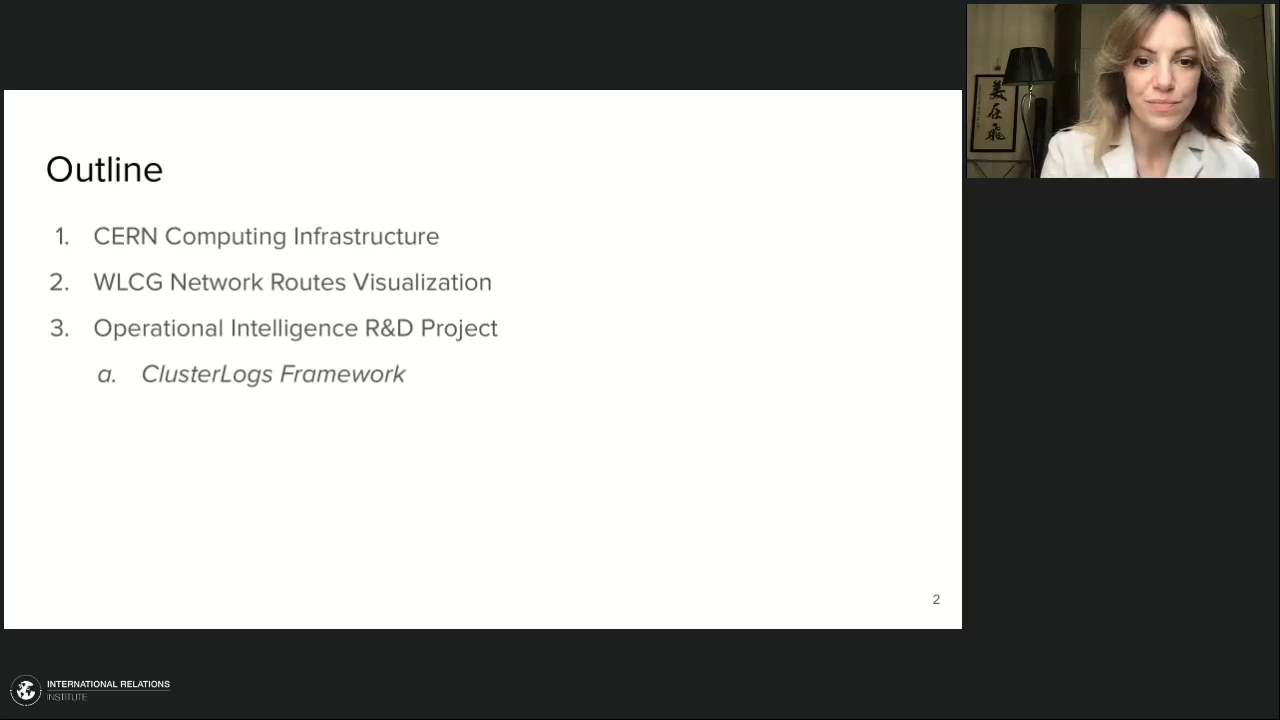 Outline
1. CERN Computing Infrastructure
2. WLCG Network Routes Visualization
3. Operational Intelligence R&D Project
a. ClusterLogs Framework
2
INTERNATIONAL RELATIONS
INSTITUTE